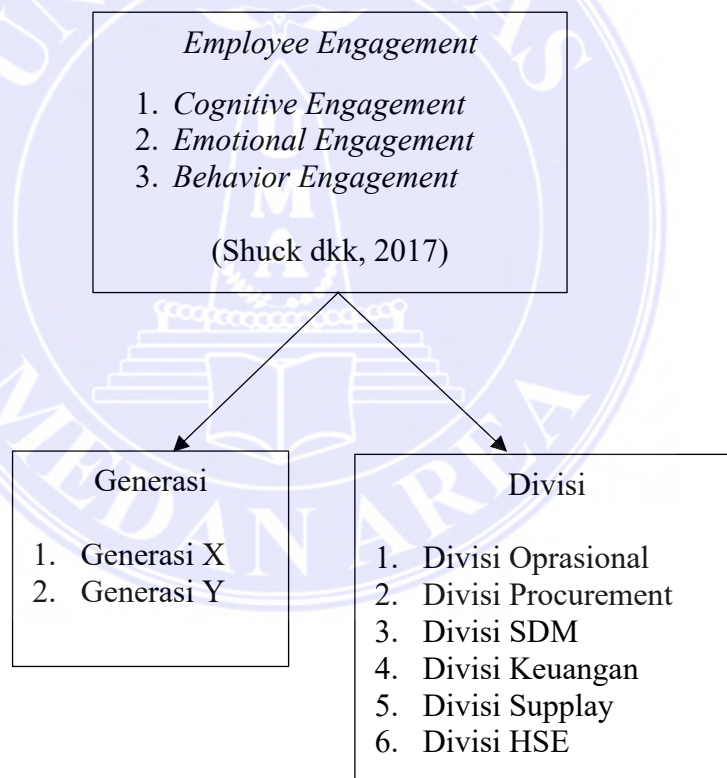 Employee Engagement
1. Cognitive Engagement
2. Emotional Engagement
3. Behavior Engagement
(Shuck dkk, 2017)
Generasi
1. Generasi X
2. Generasi Y
Divisi
1. Divisi Oprasional
2. Divisi Procurement
3. Divisi SDM
4. Divisi Keuangan
5. Divisi Supplay
6. Divisi HSE
MEDAN AREA